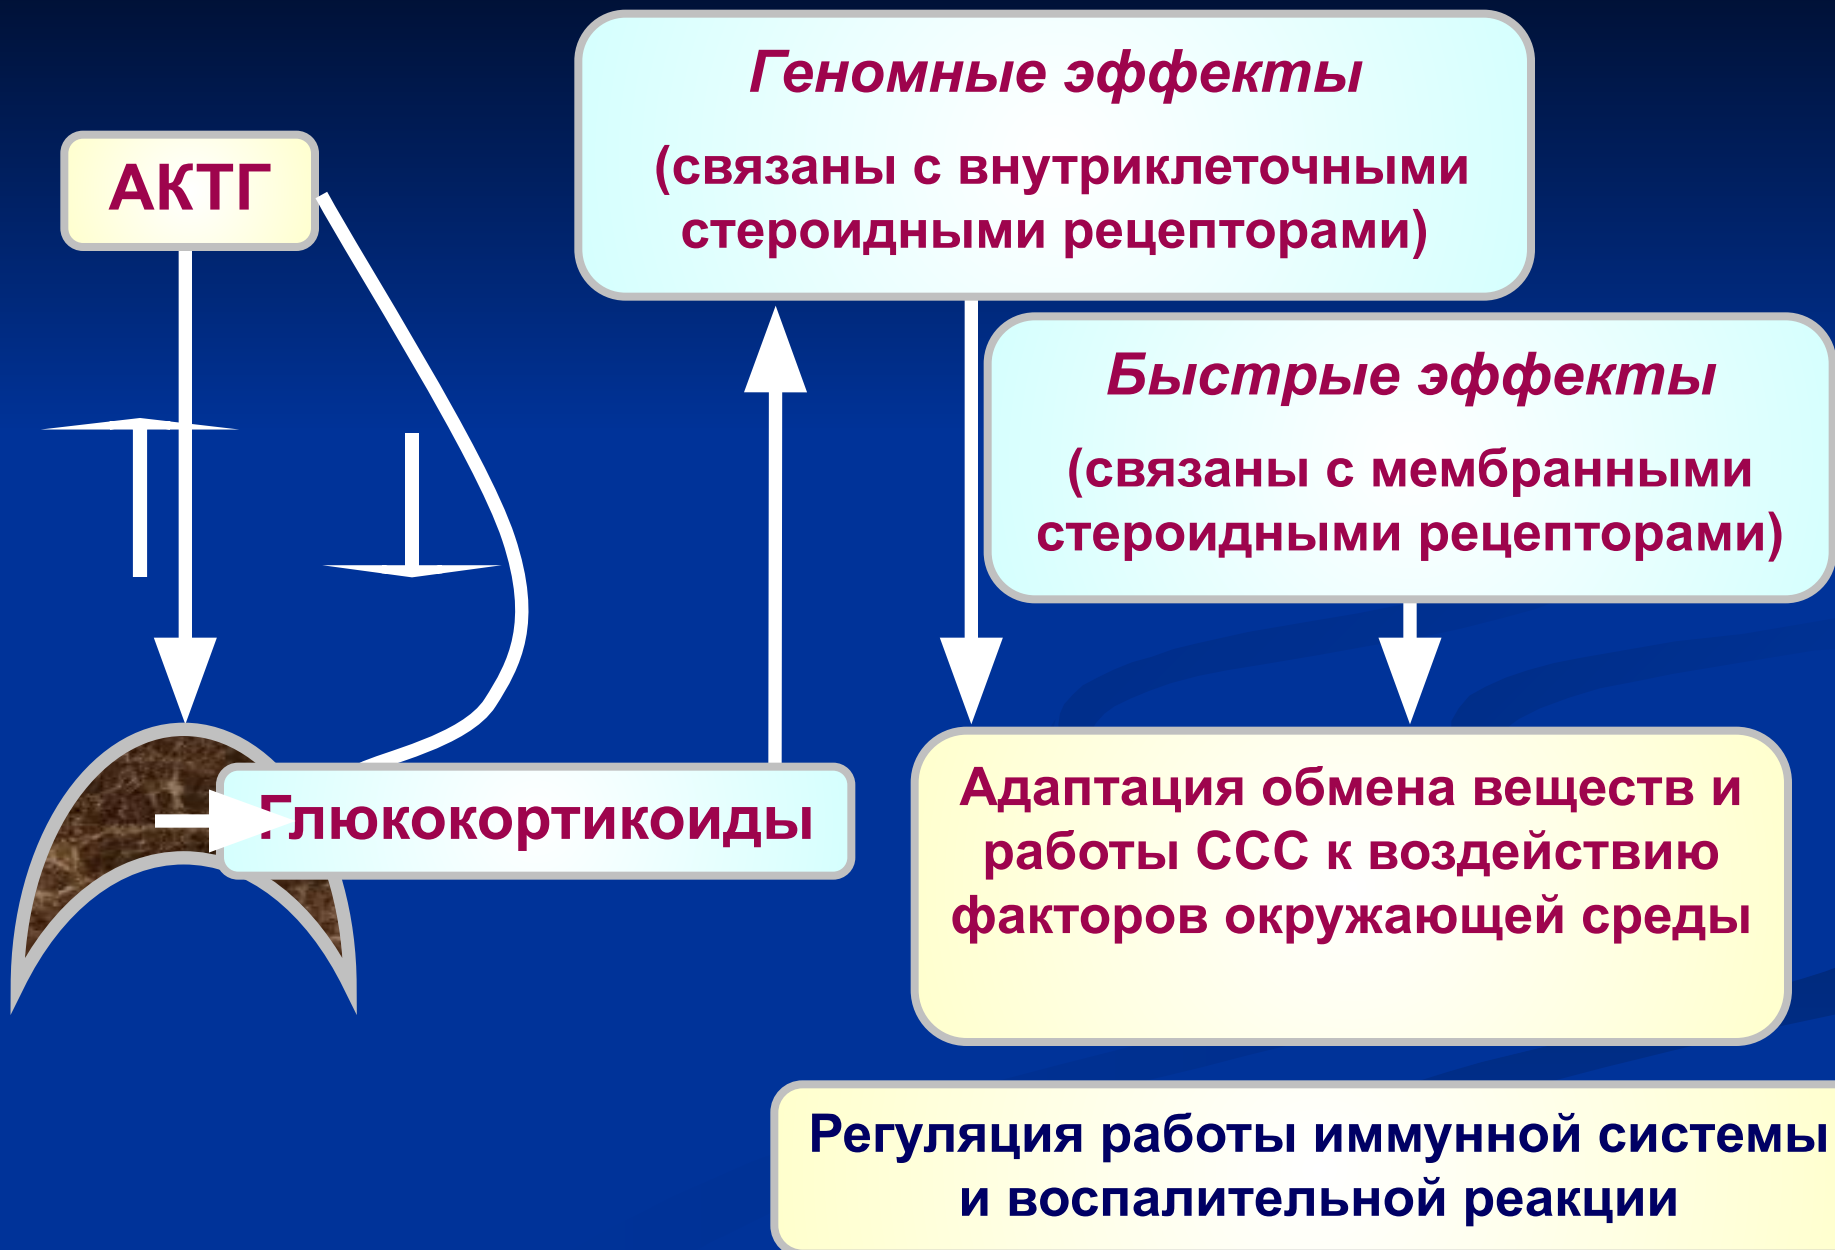 Геномные эффекты
(связаны с внутриклеточными
стероидными рецепторами)
АКТГ
Быстрые эффекты
(связаны с мембранными
стероидными рецепторами)
Глюкокортикоиды
Адаптация обмена веществ и
работы ССС к воздействию
факторов окружающей среды
Регуляция работы иммунной системы
и воспалительной реакции